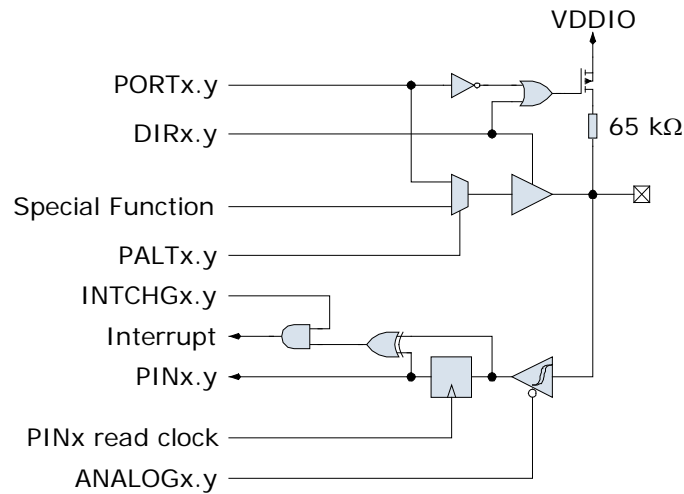 VDDIO
PORTx.y
DIRx.y
65 kΩ
Special Function
PALTx.y
INTCHGx.y
Interrupt
PINx.y
PINx read clock
ANALOGx.y